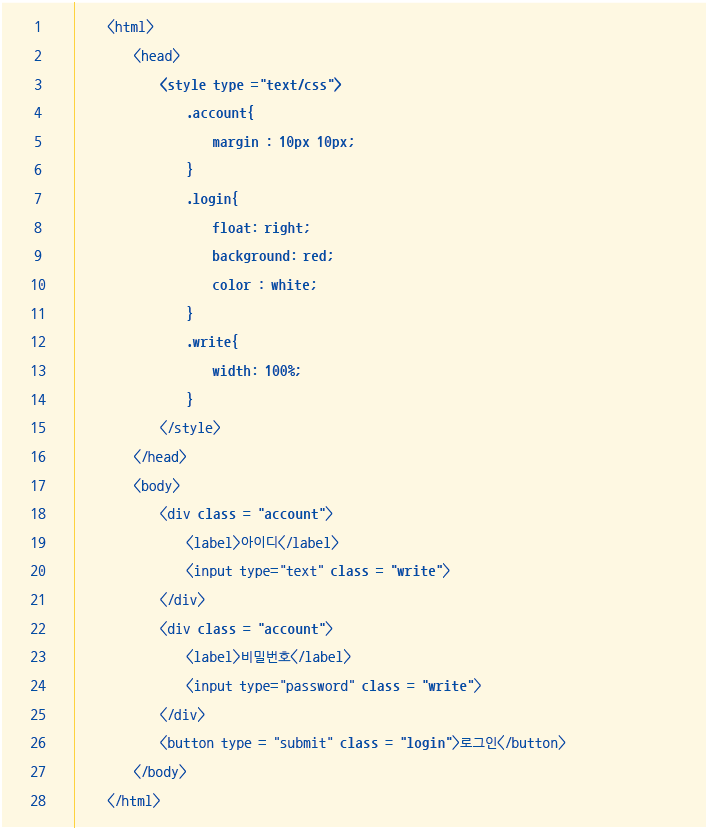 1 <html>
2 <head>
3 <style type ="text/css">
4 .account{
5 margin : 10px 10px;
6 }
7 .login{
8 float: right;
9 background: red;
10 color : white;
11 }
12 .write{
13 width: 100%;
14 }
15 </style>
16 </head>
17 <body>
18 <div class = "account">
19 <label>아이디</label>
20 <input type="text" class = "write">
21 </div>
22 <div class = "account">
23 <label>비밀번호</label>
24 <input type="password" class = "write">
25 </div>
26 <button type = "submit" class = "login">로그인</button>
27 </body>
28 </html>